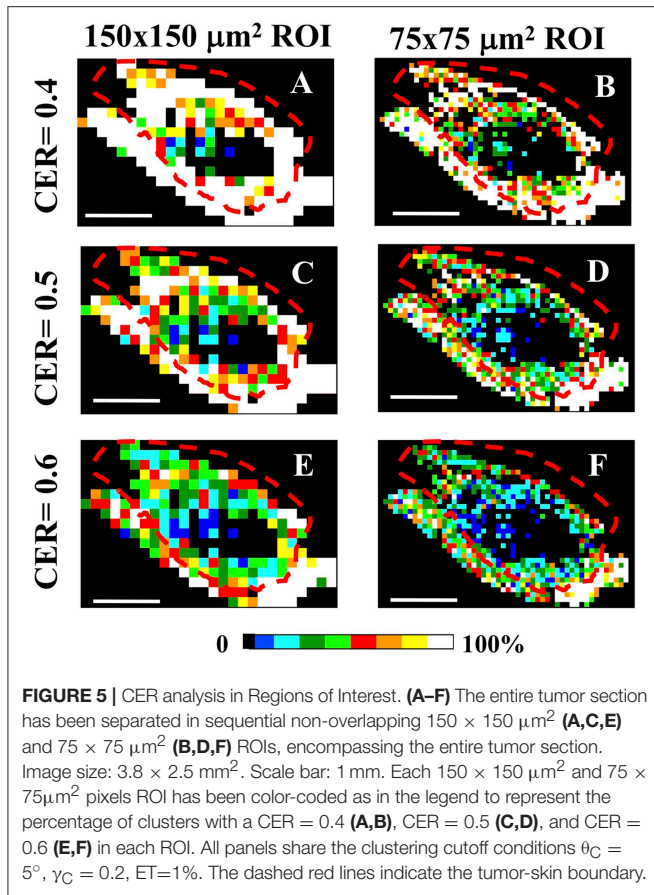 150x150 μm² ROI
75x75 μm² ROI
CER= 0.4
A
B
CER= 0.5
C
D
CER= 0.6
E
F
0
100%
FIGURE 5 | CER analysis in Regions of Interest. (A–F) The entire tumor section
has been separated in sequential non-overlapping 150 × 150 μm² (A,C,E)
and 75 × 75 μm² (B,D,F) ROIs, encompassing the entire tumor section.
Image size: 3.8 × 2.5 mm². Scale bar: 1 mm. Each 150 × 150 μm² and 75 ×
75μm² pixels ROI has been color-coded as in the legend to represent the
percentage of clusters with a CER = 0.4 (A,B), CER = 0.5 (C,D), and CER =
0.6 (E,F) in each ROI. All panels share the clustering cutoff conditions θC =
5°, γC = 0.2, ET=1%. The dashed red lines indicate the tumor-skin boundary.